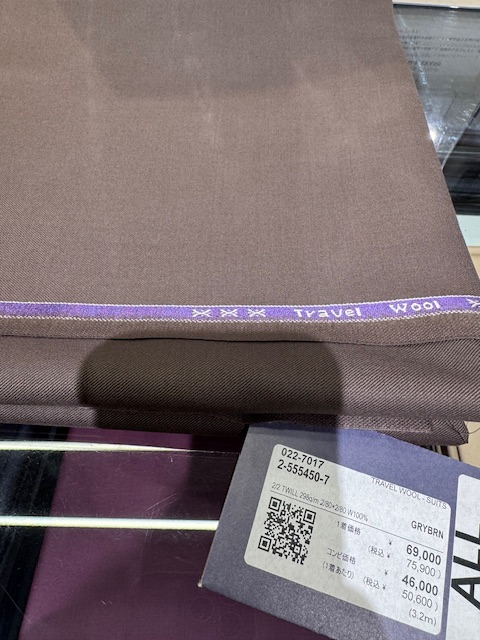 Travel Wool
022-7017
2-555450-7
TRAVEL WOOL - SUITS
2/2 TWILL 298g/m 2/80*2/80 W100%
GRYBRN
1着価格 ¥ 69,000
(税込 ¥ 75,900)
コンビ価格 ¥ 46,000
(1着あたり) (税込 ¥ 50,600)
(3.2m)
ALL